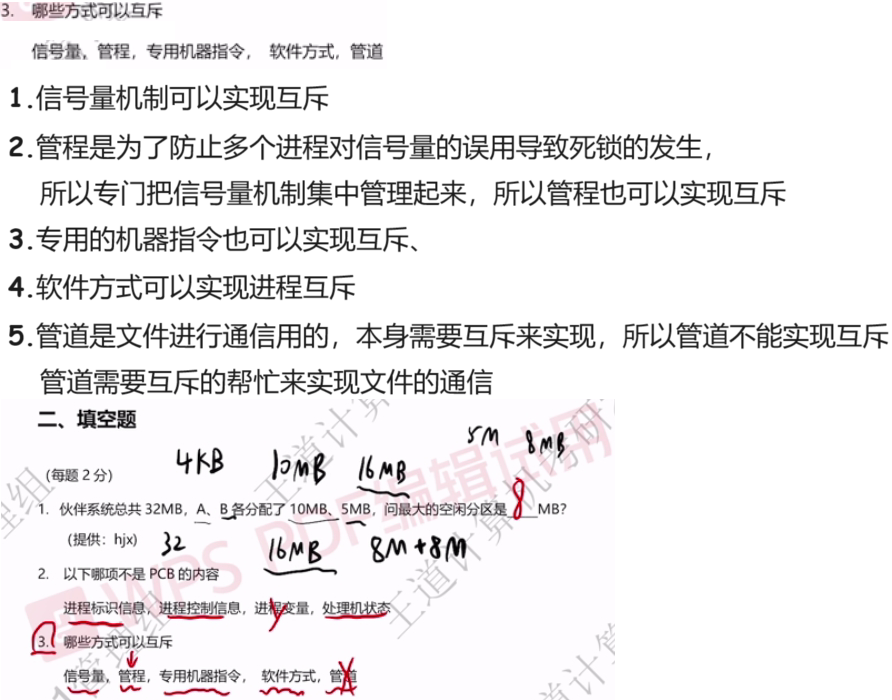 3. 哪些方式可以互斥
信号量，管程，专用机器指令， 软件方式，管道
1.信号量机制可以实现互斥
2.管程是为了防止多个进程对信号量的误用导致死锁的发生，
所以专门把信号量机制集中管理起来，所以管程也可以实现互斥
3.专用的机器指令也可以实现互斥、
4.软件方式可以实现进程互斥
5.管道是文件进行通信用的，本身需要互斥来实现，所以管道不能实现互斥
管道需要互斥的帮忙来实现文件的通信
二、填空题
5M 8MB
4KB 10MB 16MB
(每题 2 分)
1. 伙伴系统总共 32MB，A、B 各分配了 10MB、5MB，问最大的空闲分区是 8 MB?
(提供：hjx) 32 16MB 8M+8M
2. 以下哪项不是 PCB 的内容
进程标识信息，进程控制信息，进程变量，处理机状态
3. 哪些方式可以互斥
信号量，管程，专用机器指令， 软件方式，管道
WPS PDF编辑试用
王道计算机考研
王道计算机